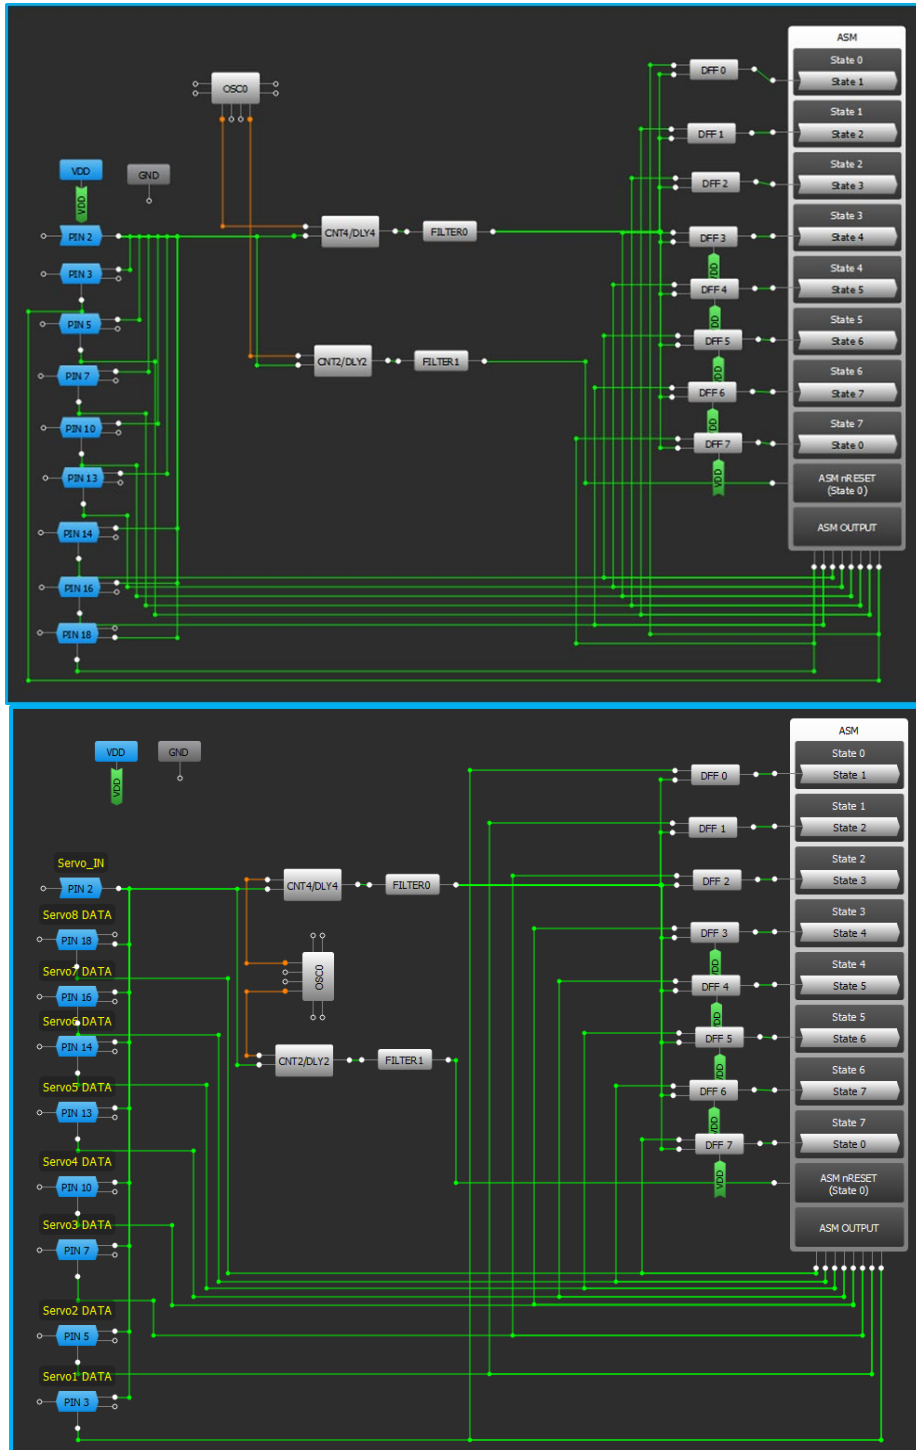 ASM
State 0
State 1
OSC0
DFF 0
State 1
State 2
DFF 1
VDD
GND
State 2
State 3
DFF 2
VDD
PIN 2
CNT4/DLY4
FILTER0
DFF 3
State 3
State 4
PIN 3
VDD
DFF 4
State 4
State 5
PIN 5
VDD
DFF 5
State 5
State 6
CNT2/DLY2
FILTER1
PIN 7
VDD
DFF 6
State 6
State 7
PIN 10
VDD
DFF 7
State 7
State 0
PIN 13
VDD
ASM nRESET
(State 0)
PIN 14
ASM OUTPUT
PIN 16
PIN 18
ASM
VDD
GND
State 0
State 1
VDD
DFF 0
State 1
State 2
DFF 1
Servo_IN
PIN 2
CNT4/DLY4
FILTER0
DFF 2
State 2
State 3
Servo8 DATA
PIN 18
DFF 3
State 3
State 4
Servo7 DATA
PIN 16
OSC0
VDD
DFF 4
State 4
State 5
Servo6 DATA
PIN 14
VDD
DFF 5
State 5
State 6
CNT2/DLY2
FILTER1
Servo5 DATA
PIN 13
VDD
DFF 6
State 6
State 7
VDD
DFF 7
State 7
State 0
Servo4 DATA
PIN 10
VDD
ASM nRESET
(State 0)
Servo3 DATA
PIN 7
ASM OUTPUT
Servo2 DATA
PIN 5
Servo1 DATA
PIN 3